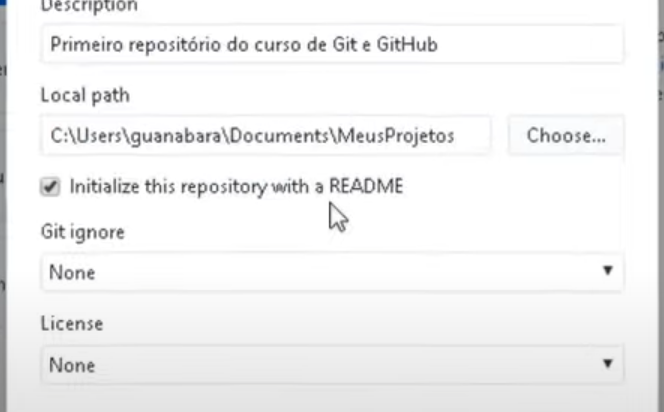 Description
Primeiro repositório do curso de Git e GitHub
Local path
C:\Users\guanabara\Documents\MeusProjetos
Choose...
Initialize this repository with a README
Git ignore
None
License
None